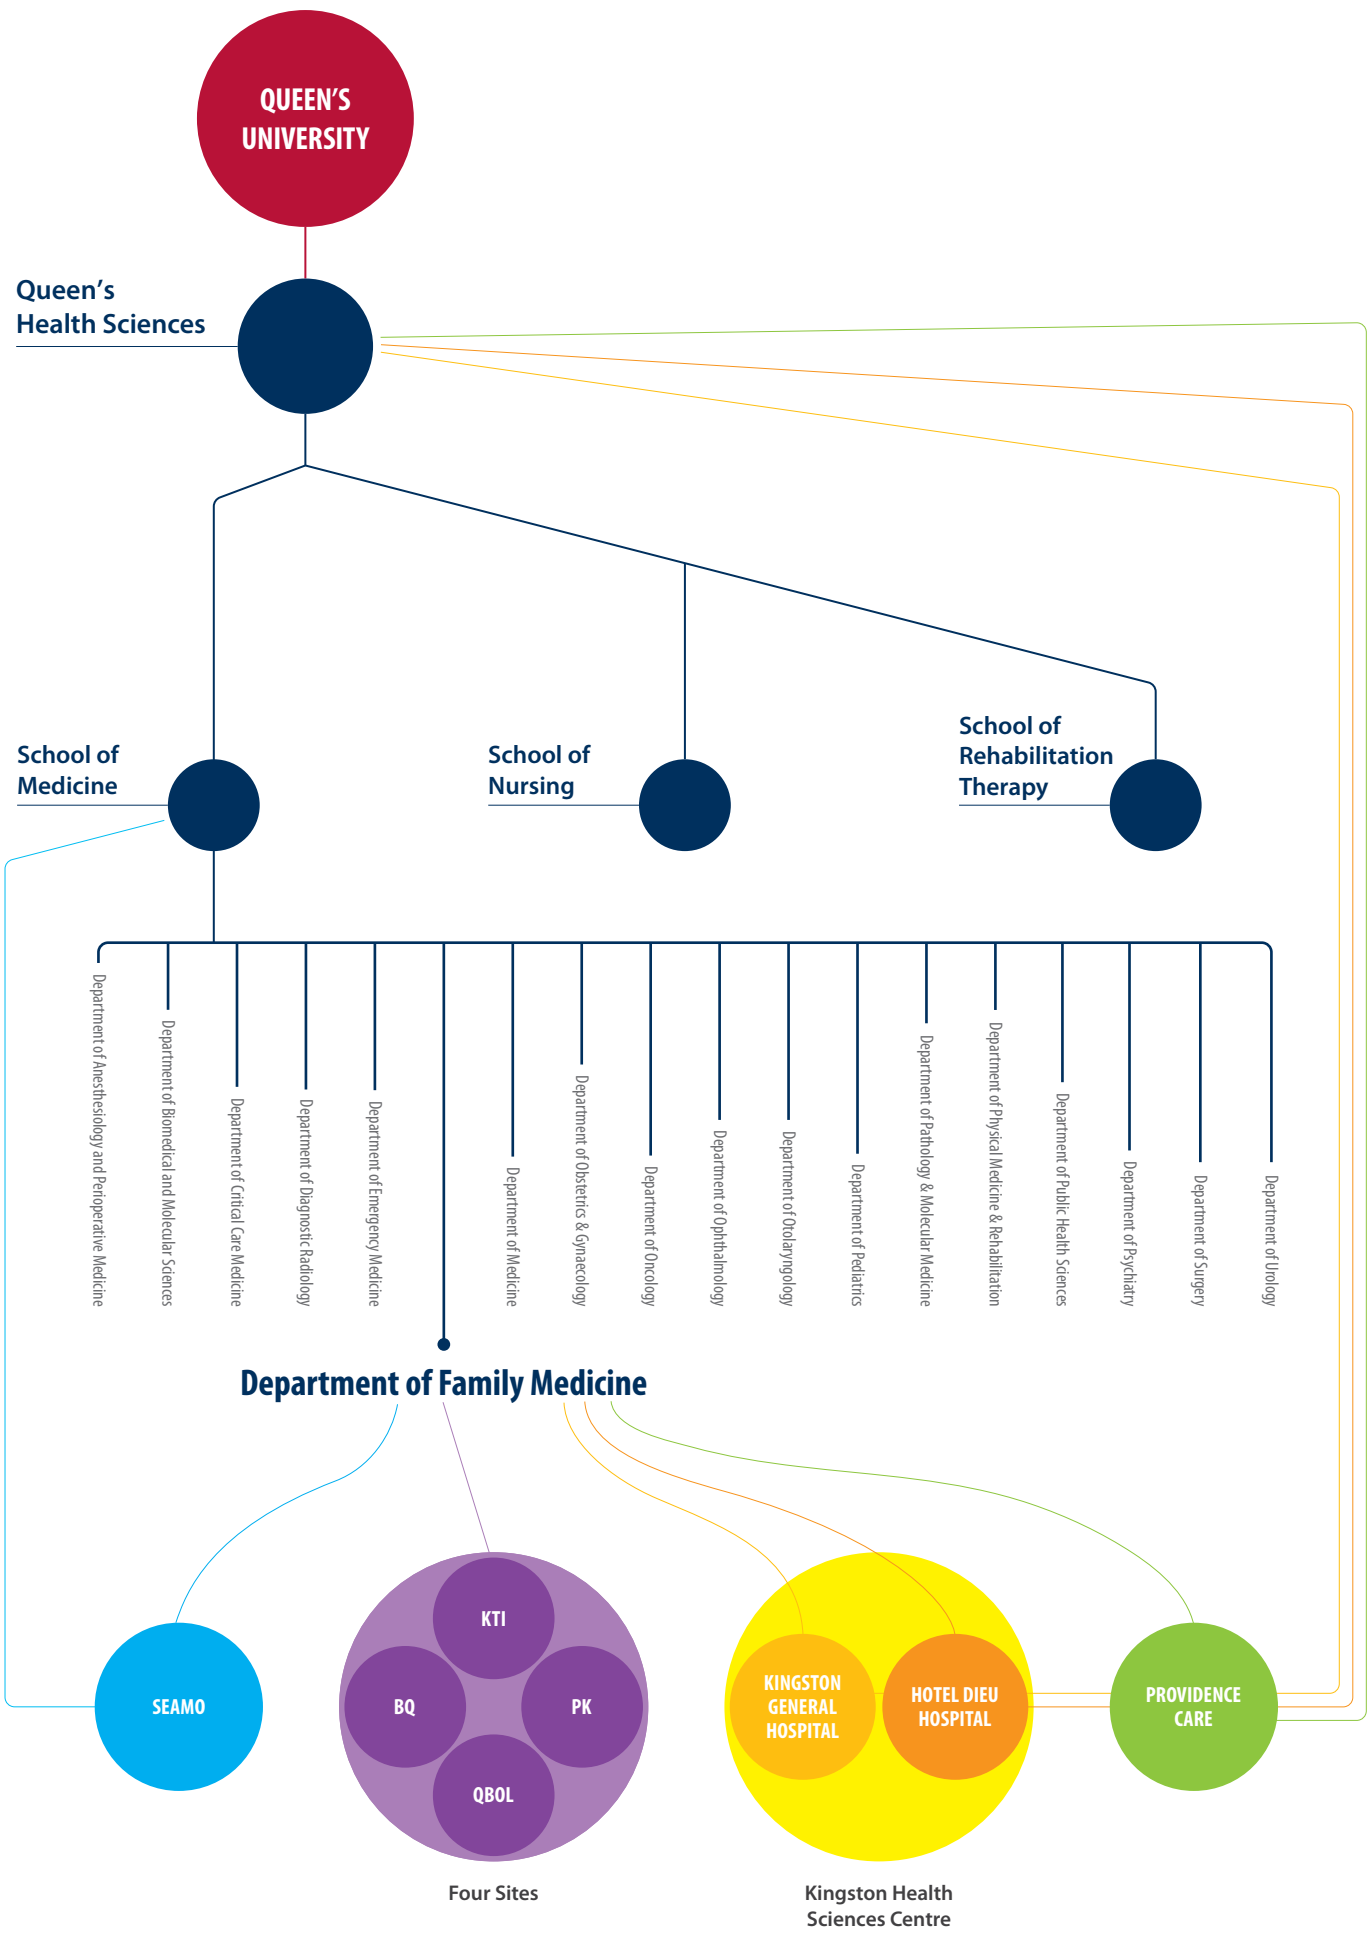 QUEEN'S
UNIVERSITY
Queen's
Health Sciences
School of
Medicine
School of
Nursing
School of
Rehabilitation
Therapy
Department of Anesthesiology and Perioperative Medicine
Department of Biomedical and Molecular Sciences
Department of Critical Care Medicine
Department of Diagnostic Radiology
Department of Emergency Medicine
Department of Medicine
Department of Obstetrics & Gynaecology
Department of Oncology
Department of Ophthalmology
Department of Otolaryngology
Department of Pediatrics
Department of Pathology & Molecular Medicine
Department of Physical Medicine & Rehabilitation
Department of Public Health Sciences
Department of Psychiatry
Department of Surgery
Department of Urology
Department of Family Medicine
SEAMO
KTI
BQ
PK
QBOL
KINGSTON
GENERAL
HOSPITAL
HOTEL DIEU
HOSPITAL
PROVIDENCE
CARE
Four Sites
Kingston Health
Sciences Centre